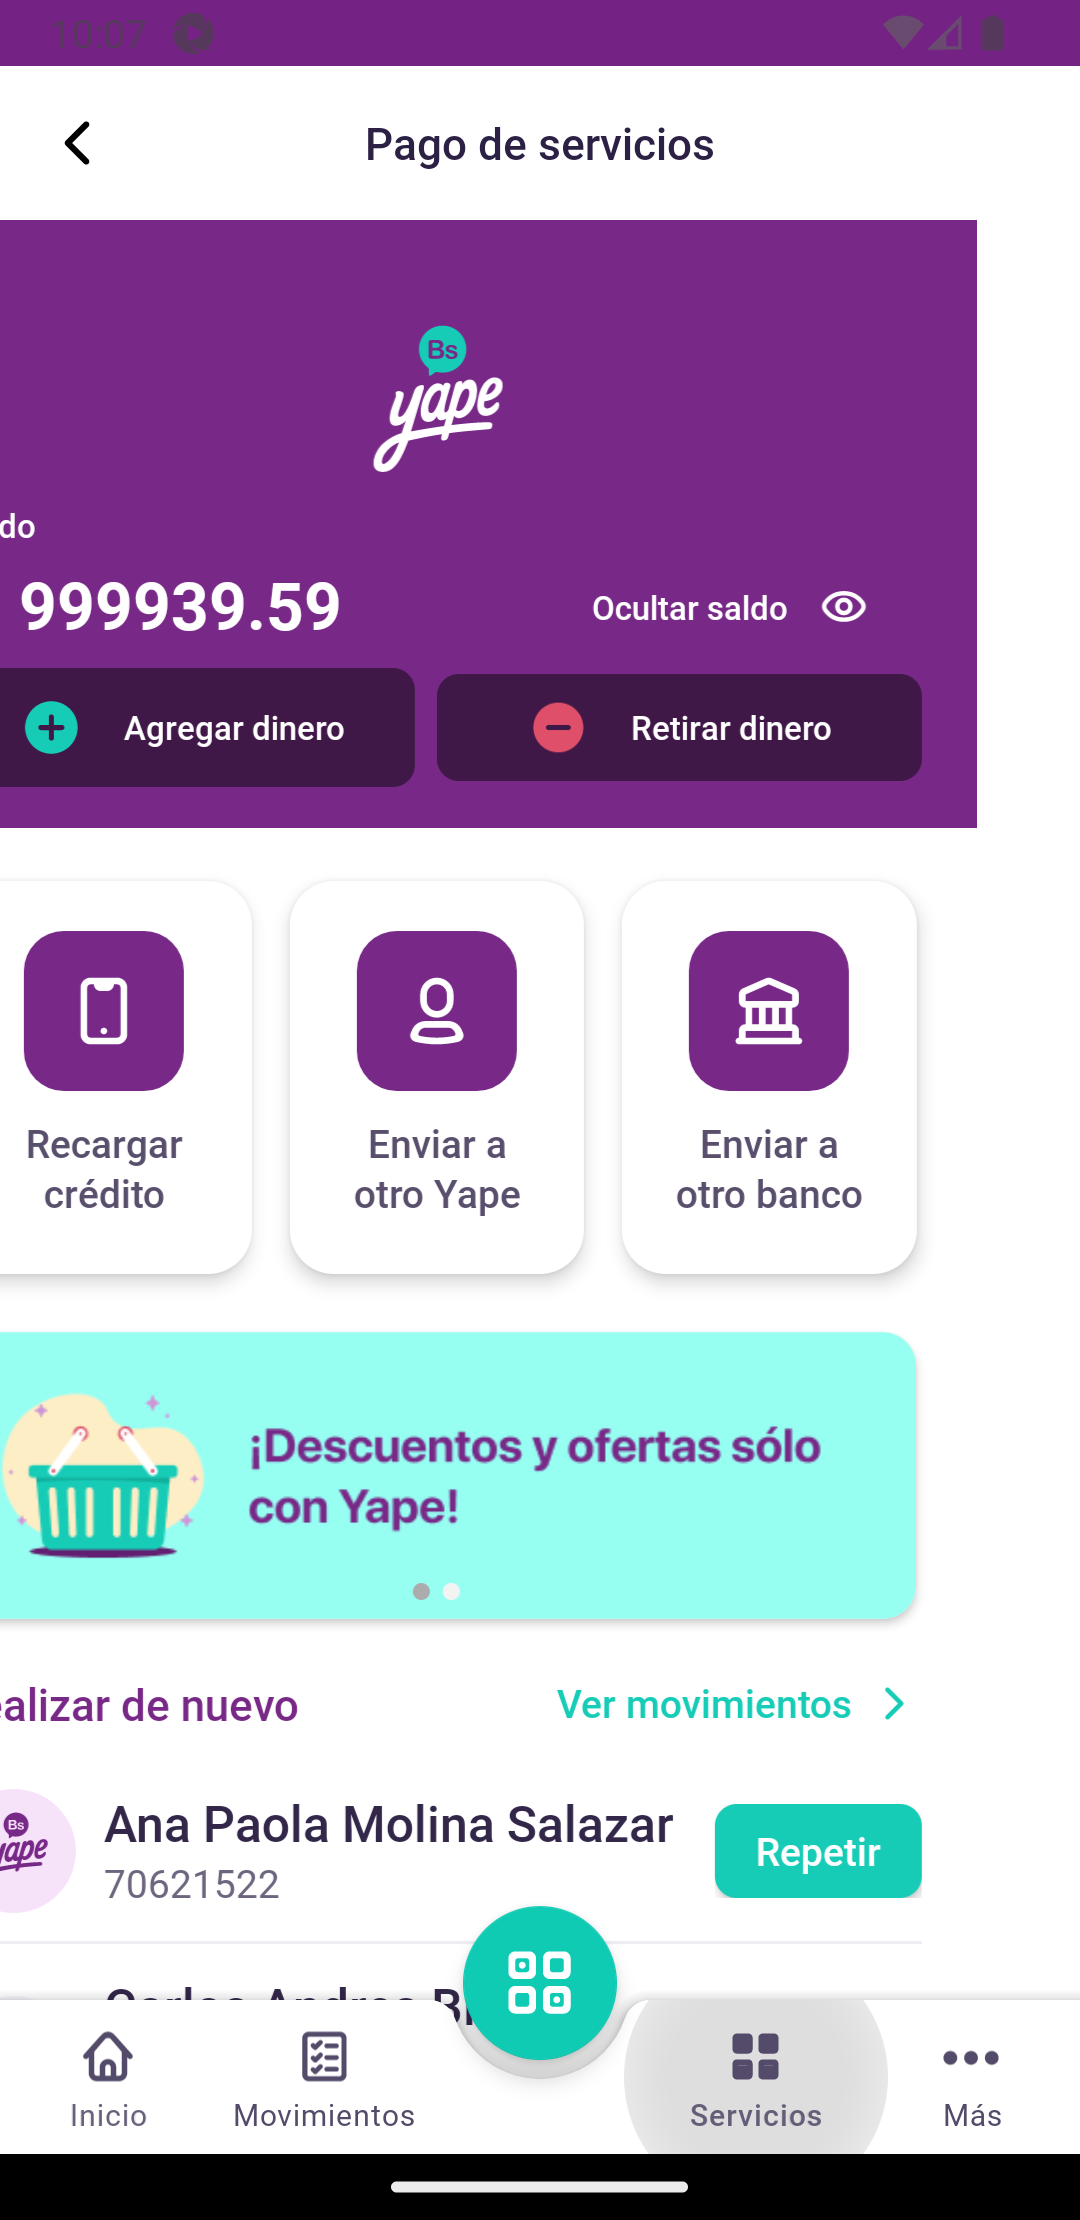 10:07
Pago de servicios
Bs
yape
do
999939.59
Ocultar saldo
Agregar dinero
Retirar dinero
Recargar
crédito
Enviar a
otro Yape
Enviar a
otro banco
¡Descuentos y ofertas sólo
con Yape!
ealizar de nuevo
Ver movimientos
Bs
yape
Ana Paola Molina Salazar
70621522
Repetir
Carlos Andres
Inicio
Movimientos
Servicios
Más